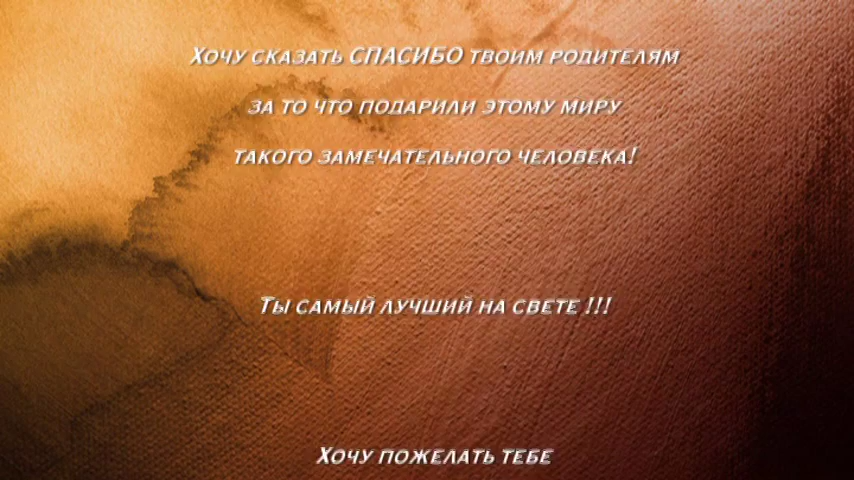 Хочу сказать СПАСИБО твоим родителям
за то что подарили этому миру
такого замечательного человека!
Ты самый лучший на свете !!!
Хочу пожелать тебе